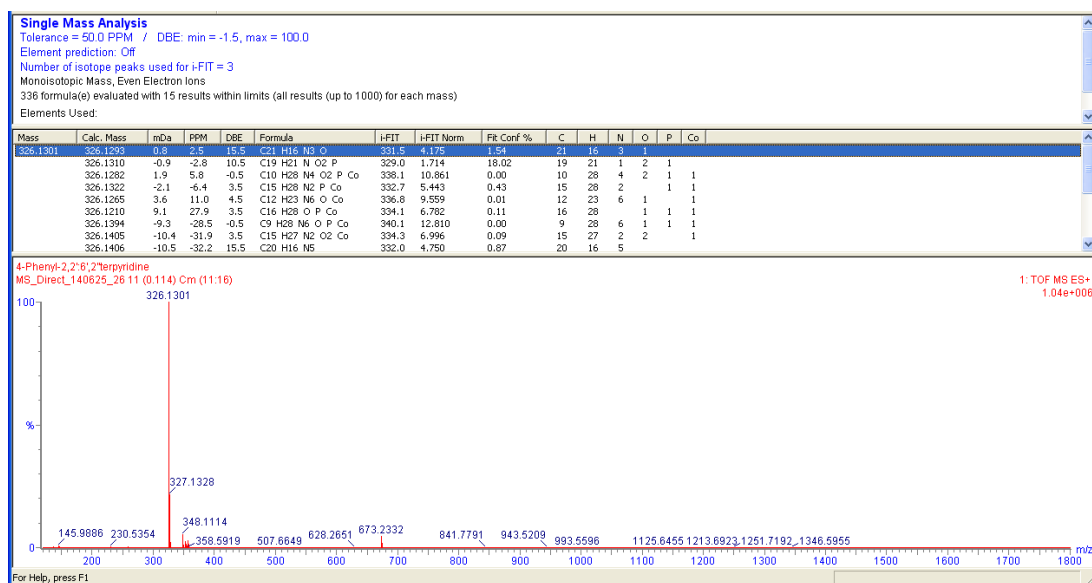 Single Mass Analysis
Tolerance = 50.0 PPM / DBE: min = -1.5, max = 100.0
Element prediction: Off
Number of isotope peaks used for i-FIT = 3
Monoisotopic Mass, Even Electron Ions
336 formula(e) evaluated with 15 results within limits (all results (up to 1000) for each mass)
Elements Used:
Mass Calc. Mass mDa PPM DBE Formula i-FIT i-FIT Norm Fit Conf % C H N O P Co
326.1301 326.1293 0.8 2.5 15.5 C21 H16 N3 O 331.5 4.175 1.54 21 16 3 1
326.1310 -0.9 -2.8 10.5 C19 H21 N O2 P 329.0 1.714 18.02 19 21 1 2 1
326.1282 1.9 5.8 -0.5 C10 H28 N4 O2 P Co 338.1 10.861 0.00 10 28 4 2 1 1
326.1322 -2.1 -6.4 3.5 C15 H28 N2 P Co 332.7 5.443 0.43 15 28 2 1 1
326.1265 3.6 11.0 4.5 C12 H23 N6 O Co 336.8 9.559 0.01 12 23 6 1 1
326.1210 9.1 27.9 3.5 C16 H28 O P Co 334.1 6.782 0.11 16 28 1 1 1
326.1394 -9.3 -28.5 -0.5 C9 H28 N6 O P Co 340.1 12.810 0.00 9 28 6 1 1 1
326.1405 -10.4 -31.9 3.5 C15 H27 N2 O2 Co 334.3 6.996 0.09 15 27 2 2 1
326.1406 -10.5 -32.2 15.5 C20 H16 N5 332.0 4.750 0.87 20 16 5
4-Phenyl-2,2':6',2"terpyridine
MS_Direct_140625_26 11 (0.114) Cm (11:16)
1: TOF MS ES+
1.04e+006
326.1301
100
%
327.1328
348.1114
145.9886 230.5354 358.5919 507.6649 628.2651 673.2332 841.7791 943.5209 993.5596 1125.6455 1213.6923 1251.7192 1346.5955
0
m/z
200 300 400 500 600 700 800 900 1000 1100 1200 1300 1400 1500 1600 1700 1800
For Help, press F1